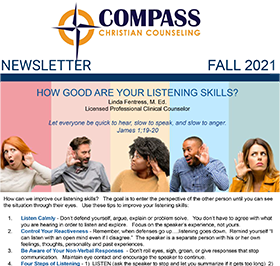 COMPASS
CHRISTIAN COUNSELING
NEWSLETTER FALL 2021
HOW GOOD ARE YOUR LISTENING SKILLS?
Linda Fentress, M. Ed.
Licensed Professional Clinical Counselor
Let everyone be quick to hear, slow to speak, and slow to anger.
James 1:19-20
How can we improve our listening skills? The goal is to enter the perspective of the other person until you can see
the situation through their eyes. Use these tips to improve your listening skills:
1. Listen Calmly - Don't defend yourself, argue, explain or problem solve. You don't have to agree with what
you are hearing in order to listen and explore. Focus on the speaker's experience, not yours.
2. Control Your Reactiveness - Remember, when defenses go up ...listening goes down. Remind yourself "I
can listen with an open mind even if I disagree." The speaker is a separate person with his or her own
feelings, thoughts, personality and past experiences.
3. Be Aware of Your Non-Verbal Responses - Don't roll eyes, sigh, groan, or give responses that stop
communication. Maintain eye contact and encourage the speaker to continue.
4. Four Steps of Listening - 1) LISTEN (ask the speaker to stop and let you summarize if it gets too long) 2)